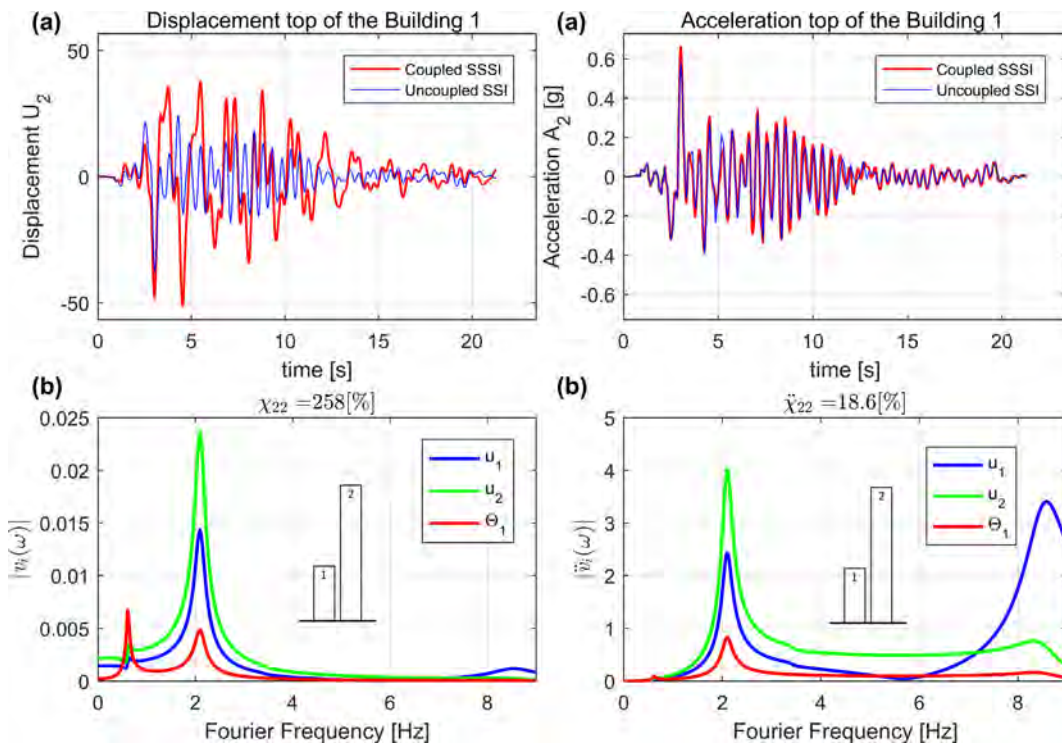 (a) Displacement top of the Building 1
50
0
-50
Displacement U2
Coupled SSSI
Uncoupled SSI
0 5 10 15 20
time [s]
(a) Acceleration top of the Building 1
0.6
0.4
0.2
0
-0.2
-0.4
-0.6
Acceleration A2 [g]
Coupled SSSI
Uncoupled SSI
0 5 10 15 20
time [s]
(b) χ22 =258[%]
0.025
0.02
0.015
0.01
0.005
0
|vi(ω)|
u1
u2
Θ1
1
2
0 2 4 6 8
Fourier Frequency [Hz]
(b) χ̈22 =18.6[%]
5
4
3
2
1
0
|v̈i(ω)|
u1
u2
Θ1
1
2
0 2 4 6 8
Fourier Frequency [Hz]